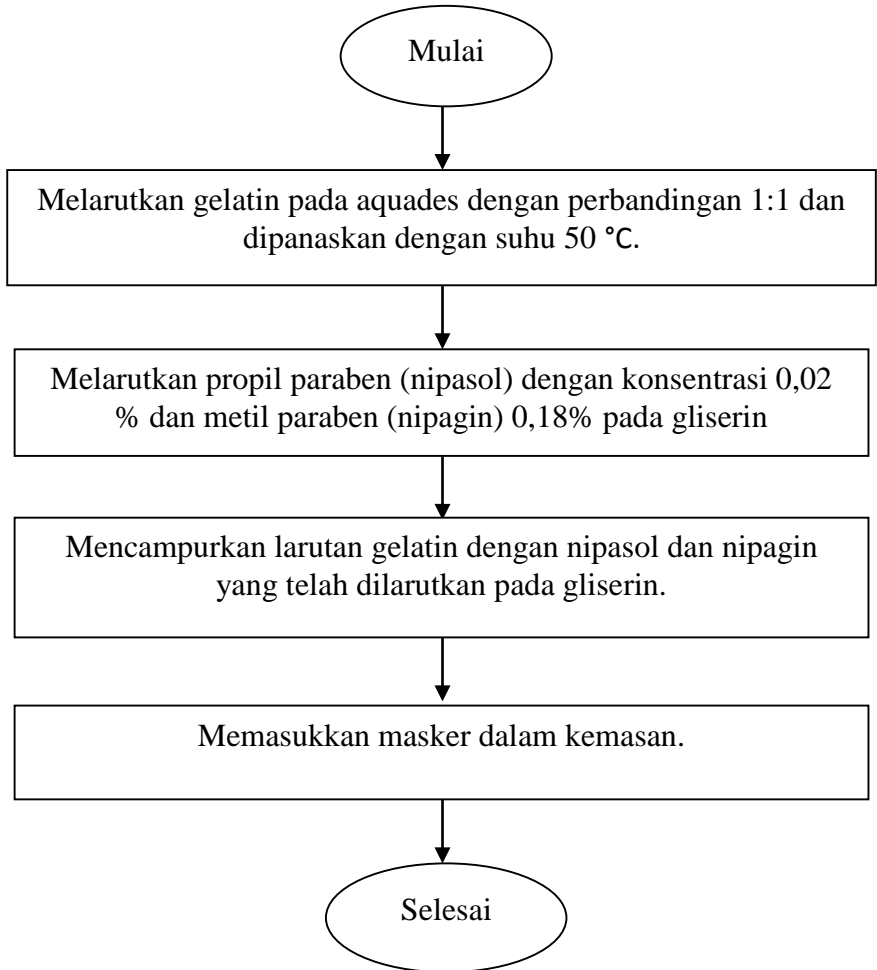 Mulai
Melarutkan gelatin pada aquades dengan perbandingan 1:1 dan
dipanaskan dengan suhu 50 °C.
Melarutkan propil paraben (nipasol) dengan konsentrasi 0,02
% dan metil paraben (nipagin) 0,18% pada gliserin
Mencampurkan larutan gelatin dengan nipasol dan nipagin
yang telah dilarutkan pada gliserin.
Memasukkan masker dalam kemasan.
Selesai